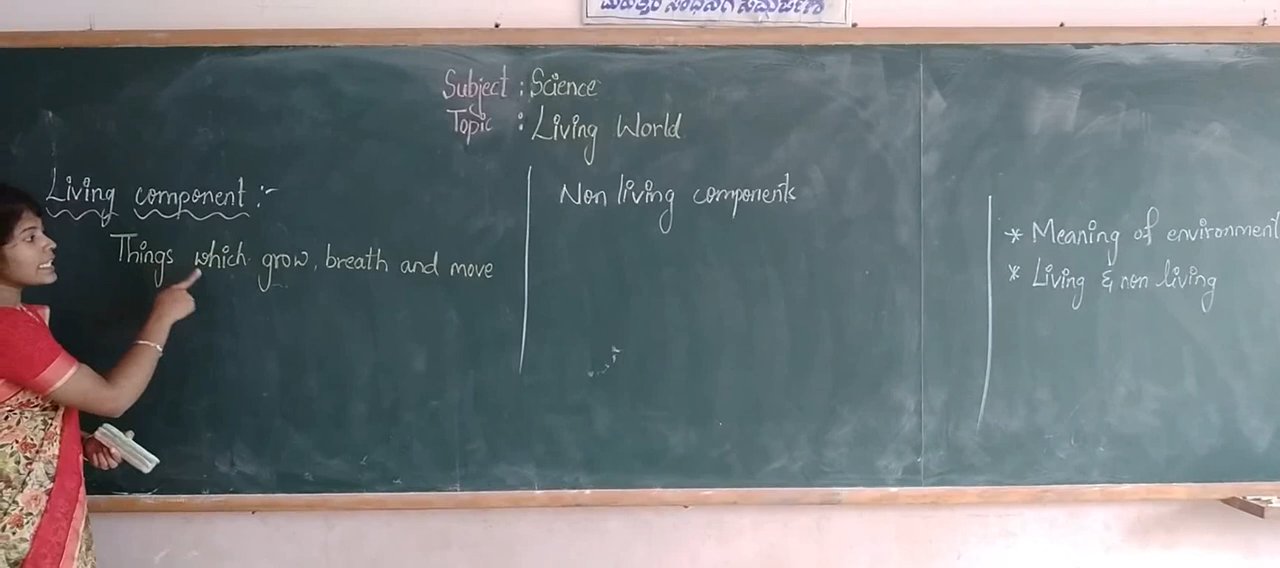 Subject : Science
Topic : Living World
Living component :-
Things which grow, breath and move
Non living components
* Meaning of environment
* Living & non living